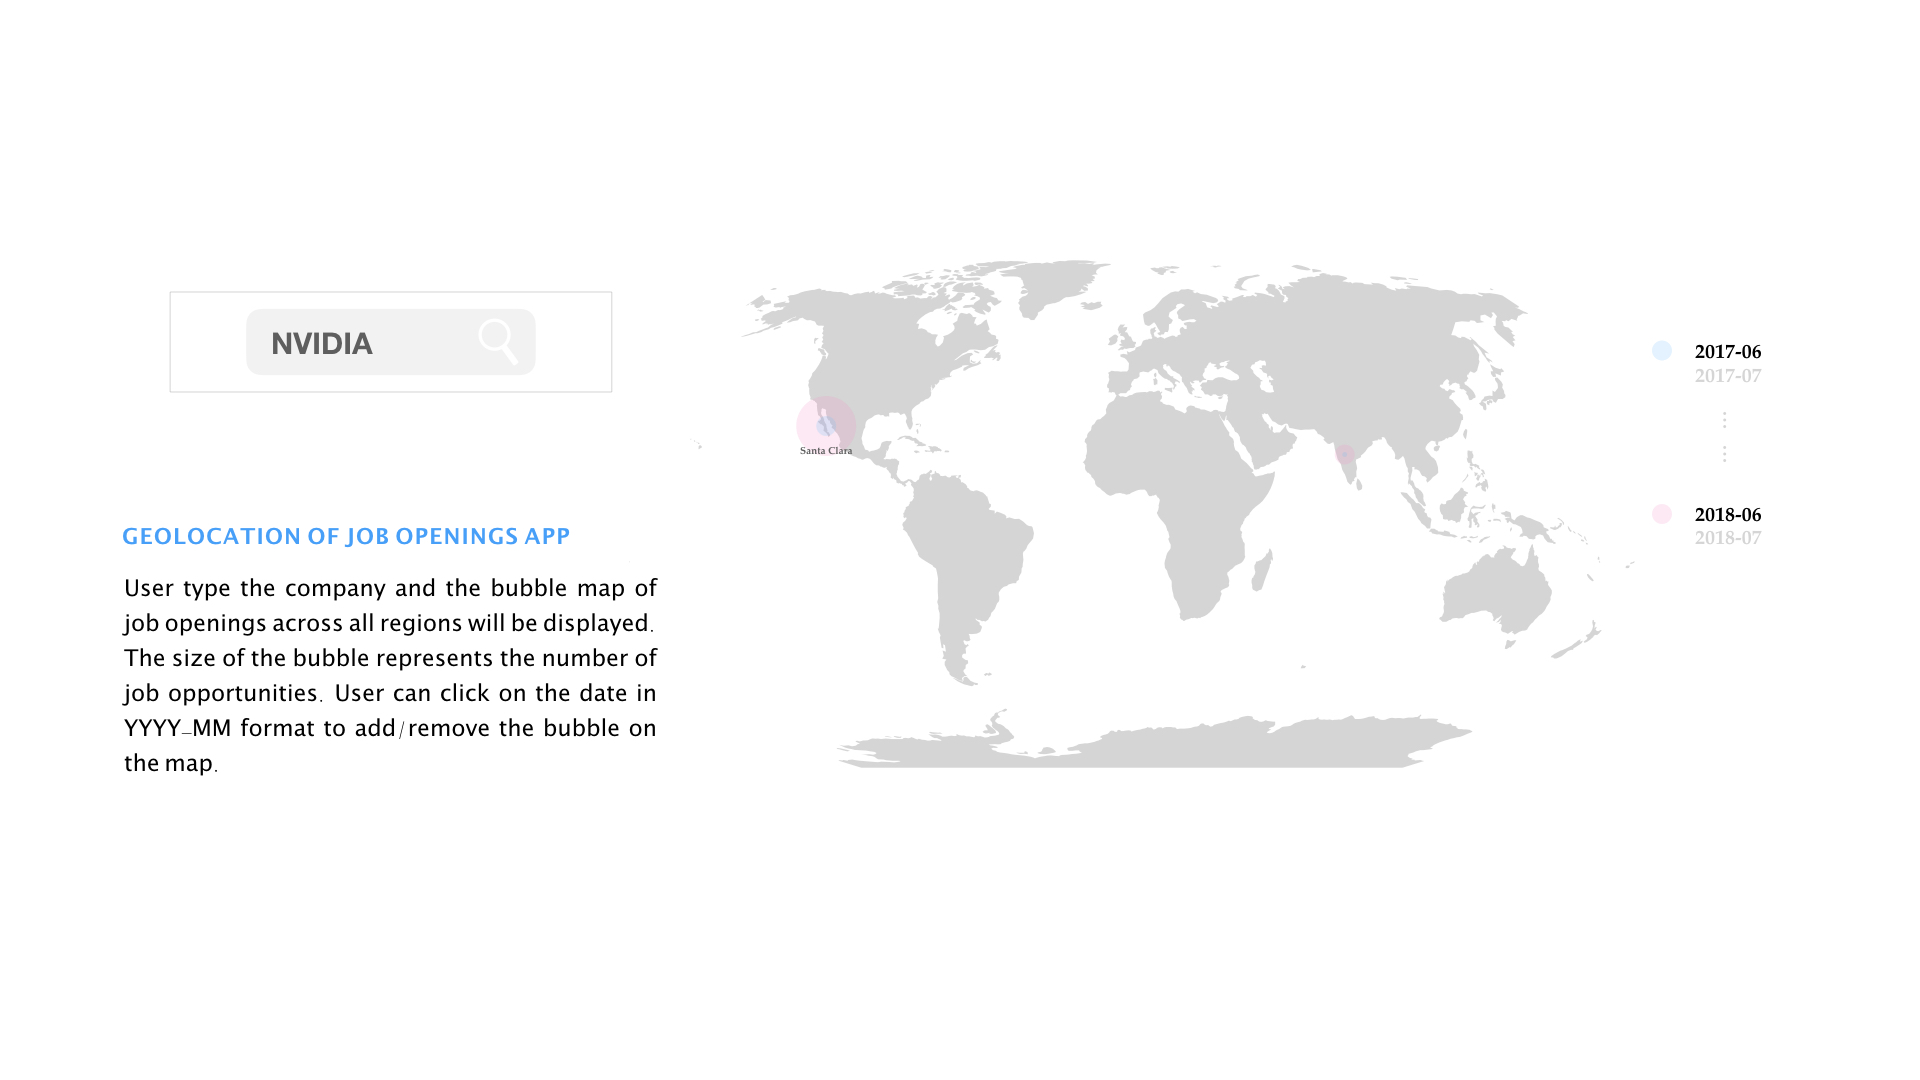 NVIDIA
GEOLOCATION OF JOB OPENINGS APP
User type the company and the bubble map of
job openings across all regions will be displayed.
The size of the bubble represents the number of
job opportunities. User can click on the date in
YYYY-MM format to add/remove the bubble on
the map.
Santa Clara
2017-06
2017-07
2018-06
2018-07